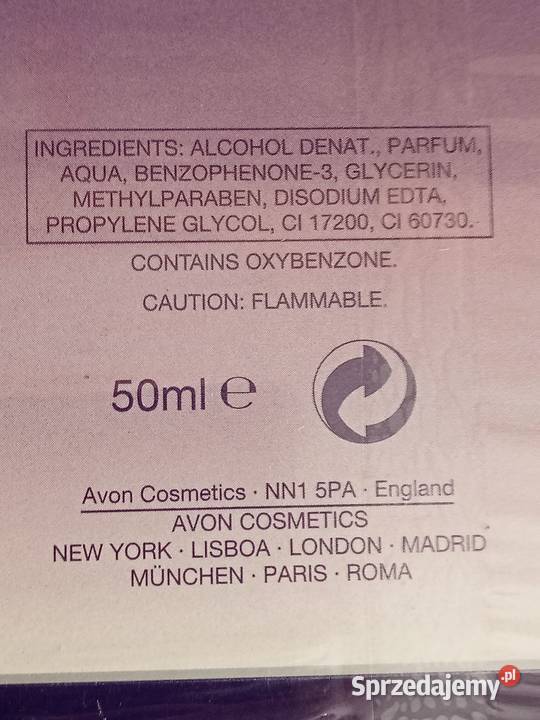 INGREDIENTS: ALCOHOL DENAT., PARFUM,
AQUA, BENZOPHENONE-3, GLYCERIN,
METHYLPARABEN, DISODIUM EDTA,
PROPYLENE GLYCOL, CI 17200, CI 60730.
CONTAINS OXYBENZONE.
CAUTION: FLAMMABLE.
50ml ℮
Avon Cosmetics · NN1 5PA · England
AVON COSMETICS
NEW YORK · LISBOA · LONDON · MADRID
MÜNCHEN · PARIS · ROMA
Sprzedajemy.pl